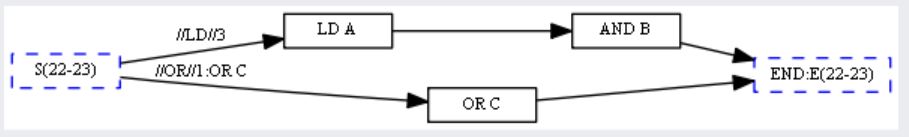 //LD//3
LD A
AND B
S(22-23)
//OR//1:OR C
END:E(22-23)
OR C